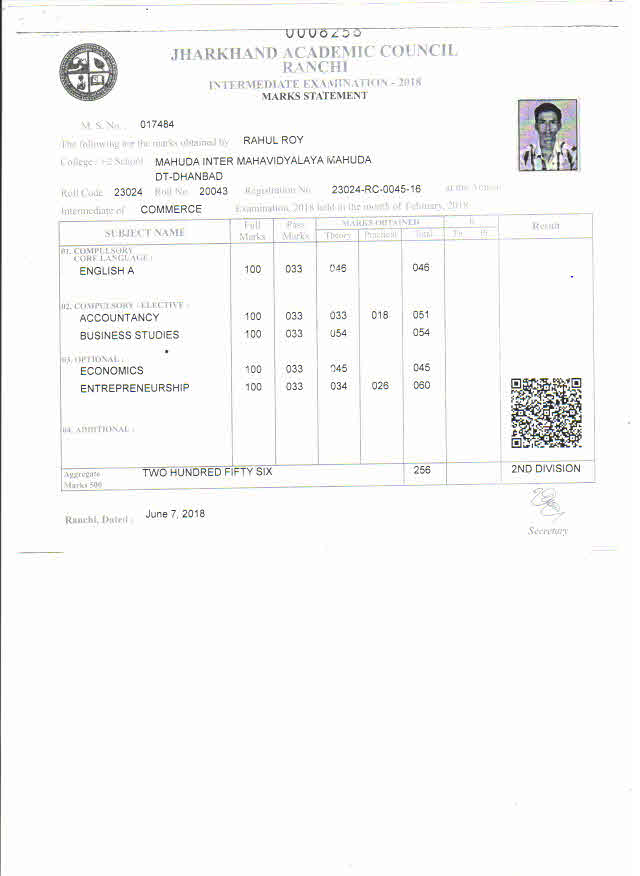 0008253
JHARKHAND ACADEMIC COUNCIL
RANCHI
INTERMEDIATE EXAMINATION - 2018
MARKS STATEMENT
M. S. No. : 017484
The following are the marks obtained by RAHUL ROY
College / +2 School MAHUDA INTER MAHAVIDYALAYA MAHUDA
DT-DHANBAD
Roll Code 23024 Roll No. 20043 Registration No. 23024-RC-0045-16 at the Annual
Intermediate of COMMERCE Examination, 2018 held in the month of February, 2018
SUBJECT NAME Full Marks Pass Marks MARKS OBTAINED Theory Practical Total Result
01. COMPULSORY
CORE LANGUAGE :
ENGLISH A 100 033 046 046
02. COMPULSORY / ELECTIVE :
ACCOUNTANCY 100 033 033 018 051
BUSINESS STUDIES 100 033 054 054
03. OPTIONAL :
ECONOMICS 100 033 045 045
ENTREPRENEURSHIP 100 033 034 026 060
04. ADDITIONAL :
Aggregate TWO HUNDRED FIFTY SIX 256 2ND DIVISION
Marks 500
Ranchi, Dated : June 7, 2018
Secretary